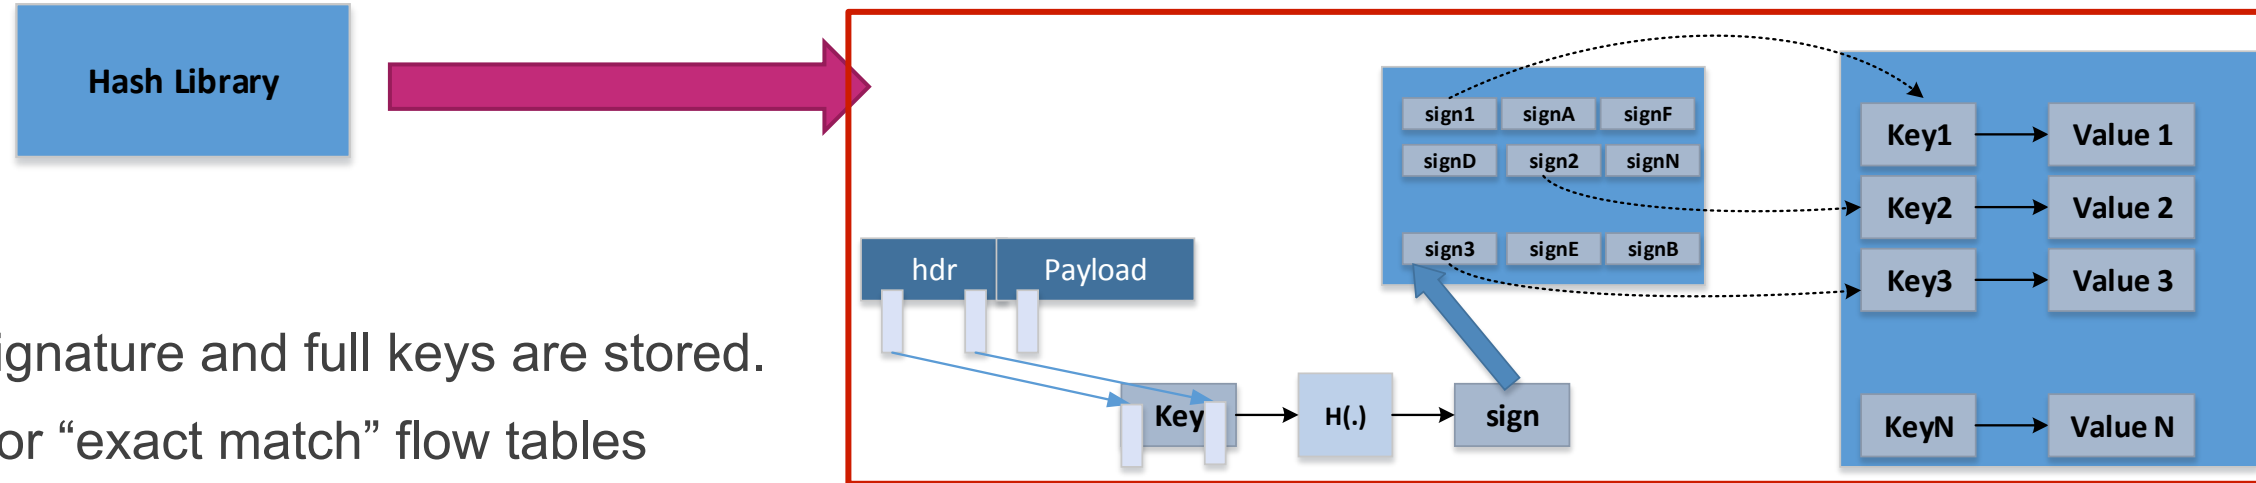 Hash Library
ignature and full keys are stored.
or “exact match” flow tables
hdr Payload
Key H(.) sign
sign1 signA signF
signD sign2 signN
sign3 signE signB
Key1 Value 1
Key2 Value 2
Key3 Value 3
KeyN Value N